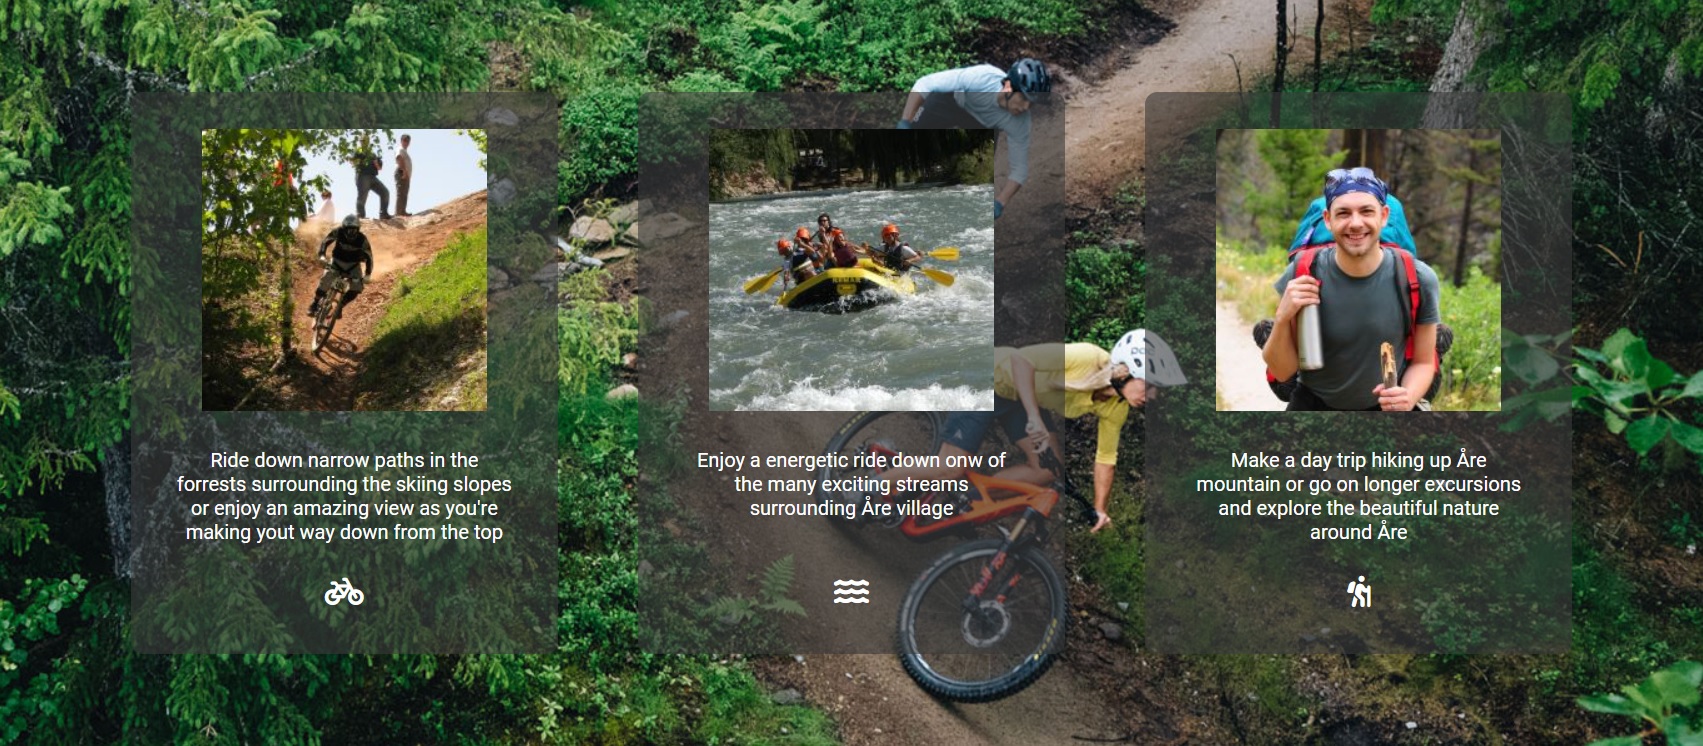 Ride down narrow paths in the
forrests surrounding the skiing slopes
or enjoy an amazing view as you're
making yout way down from the top
Enjoy a energetic ride down onw of
the many exciting streams
surrounding Åre village
Make a day trip hiking up Åre
mountain or go on longer excursions
and explore the beautiful nature
around Åre